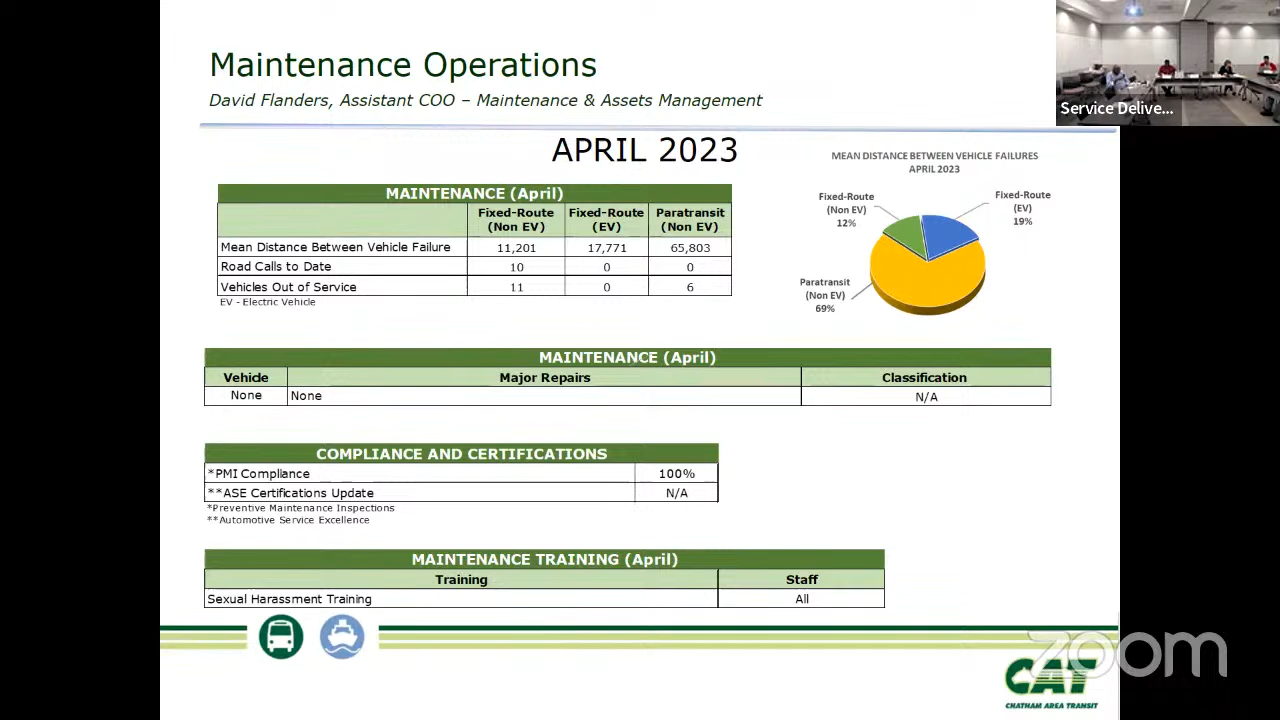 Maintenance Operations
David Flanders, Assistant COO – Maintenance & Assets Management
Service Delive...
APRIL 2023
MAINTENANCE (April)
Fixed-Route (Non EV) Fixed-Route (EV) Paratransit (Non EV)
Mean Distance Between Vehicle Failure 11,201 17,771 65,803
Road Calls to Date 10 0 0
Vehicles Out of Service 11 0 6
EV - Electric Vehicle
MEAN DISTANCE BETWEEN VEHICLE FAILURES
APRIL 2023
Fixed-Route
(Non EV)
12%
Fixed-Route
(EV)
19%
Paratransit
(Non EV)
69%
MAINTENANCE (April)
Vehicle Major Repairs Classification
None None N/A
COMPLIANCE AND CERTIFICATIONS
*PMI Compliance 100%
**ASE Certifications Update N/A
*Preventive Maintenance Inspections
**Automotive Service Excellence
MAINTENANCE TRAINING (April)
Training Staff
Sexual Harassment Training All
zoom
CAT
CHATHAM AREA TRANSIT